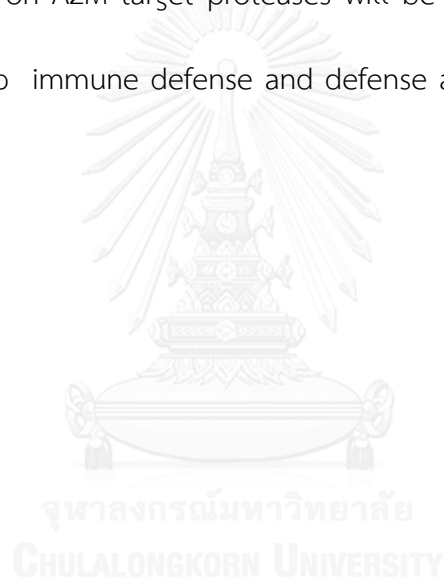 on A2M target proteases will be
immune defense and defense a
จุฬาลงกรณ์มหาวิทยาลัย
CHULALONGKORN UNIVERSITY